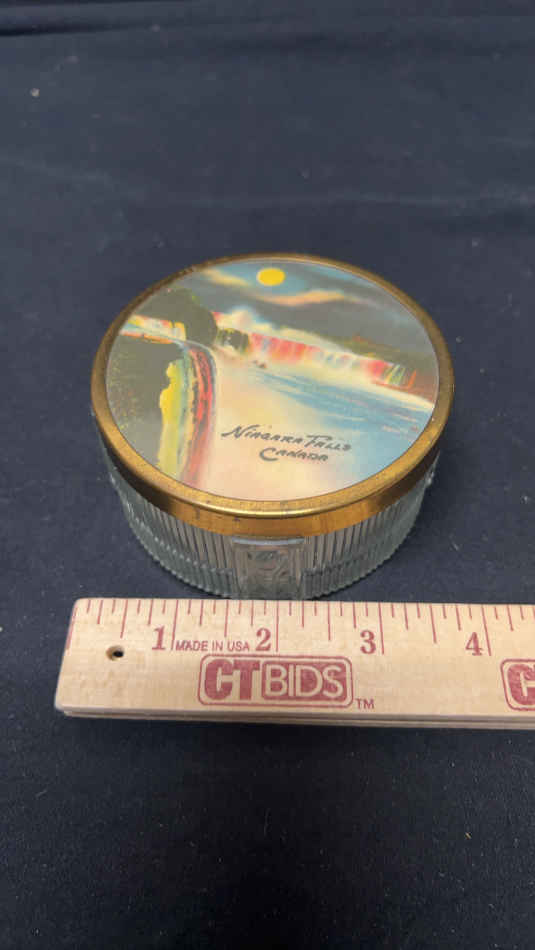 Niagara Falls
Canada
1 MADE IN USA 2 3 4
CTBIDS TM C